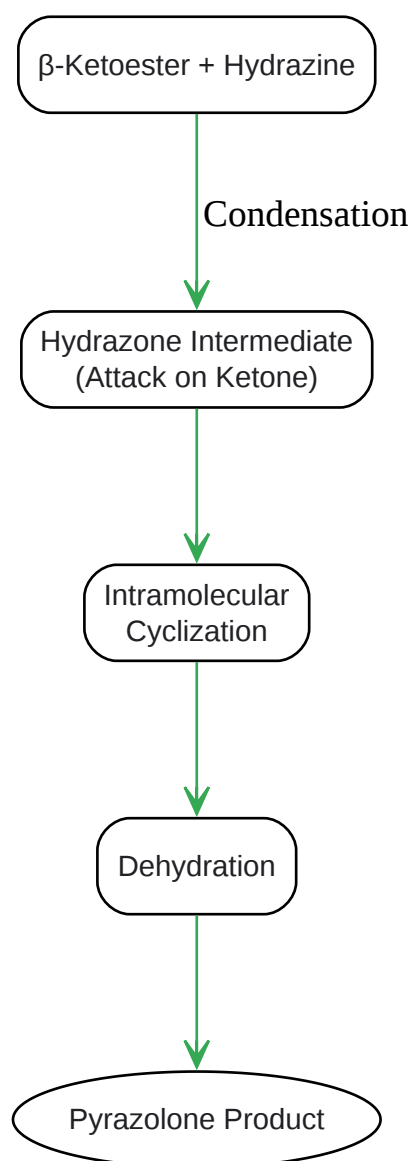 β-Ketoester + Hydrazine
Condensation
Hydrazone Intermediate
(Attack on Ketone)
Intramolecular
Cyclization
Dehydration
Pyrazolone Product